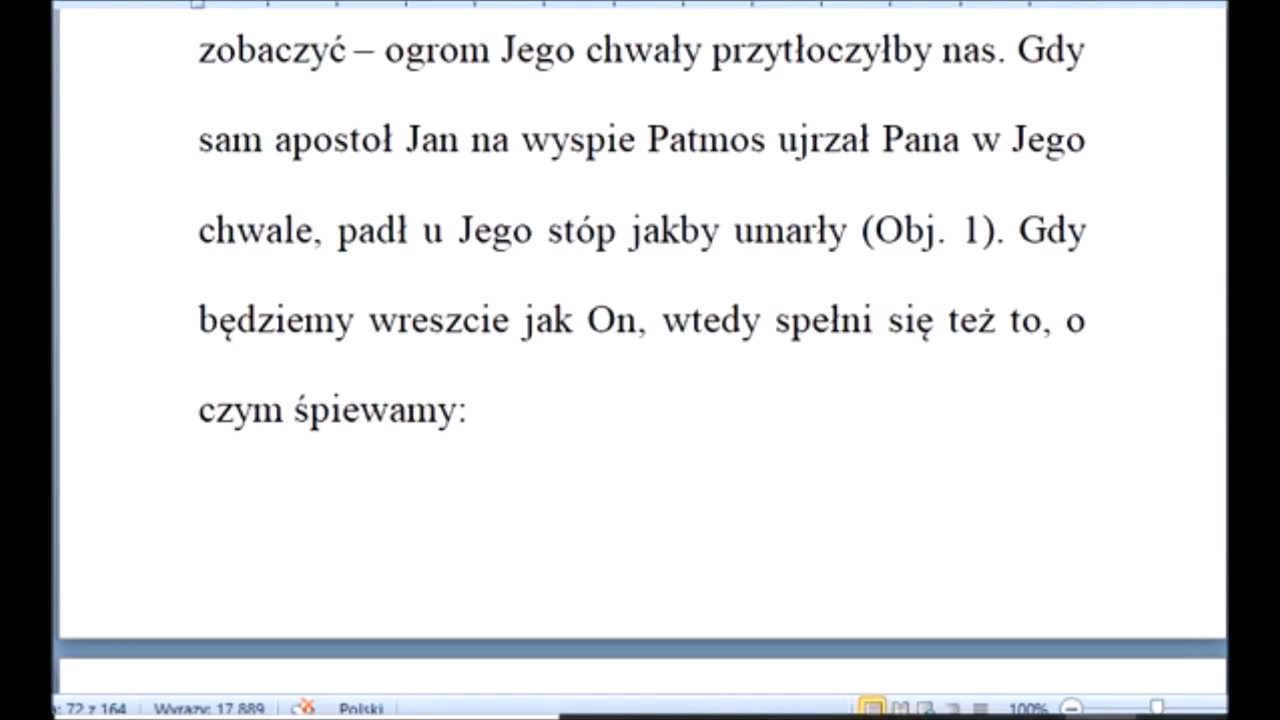 zobaczyć – ogrom Jego chwały przytłoczyłby nas. Gdy
sam apostoł Jan na wyspie Patmos ujrzał Pana w Jego
chwale, padł u Jego stóp jakby umarły (Obj. 1). Gdy
będziemy wreszcie jak On, wtedy spełni się też to, o
czym śpiewamy:
: 72 z 164 Wyrazy: 17 889 Polski 100%